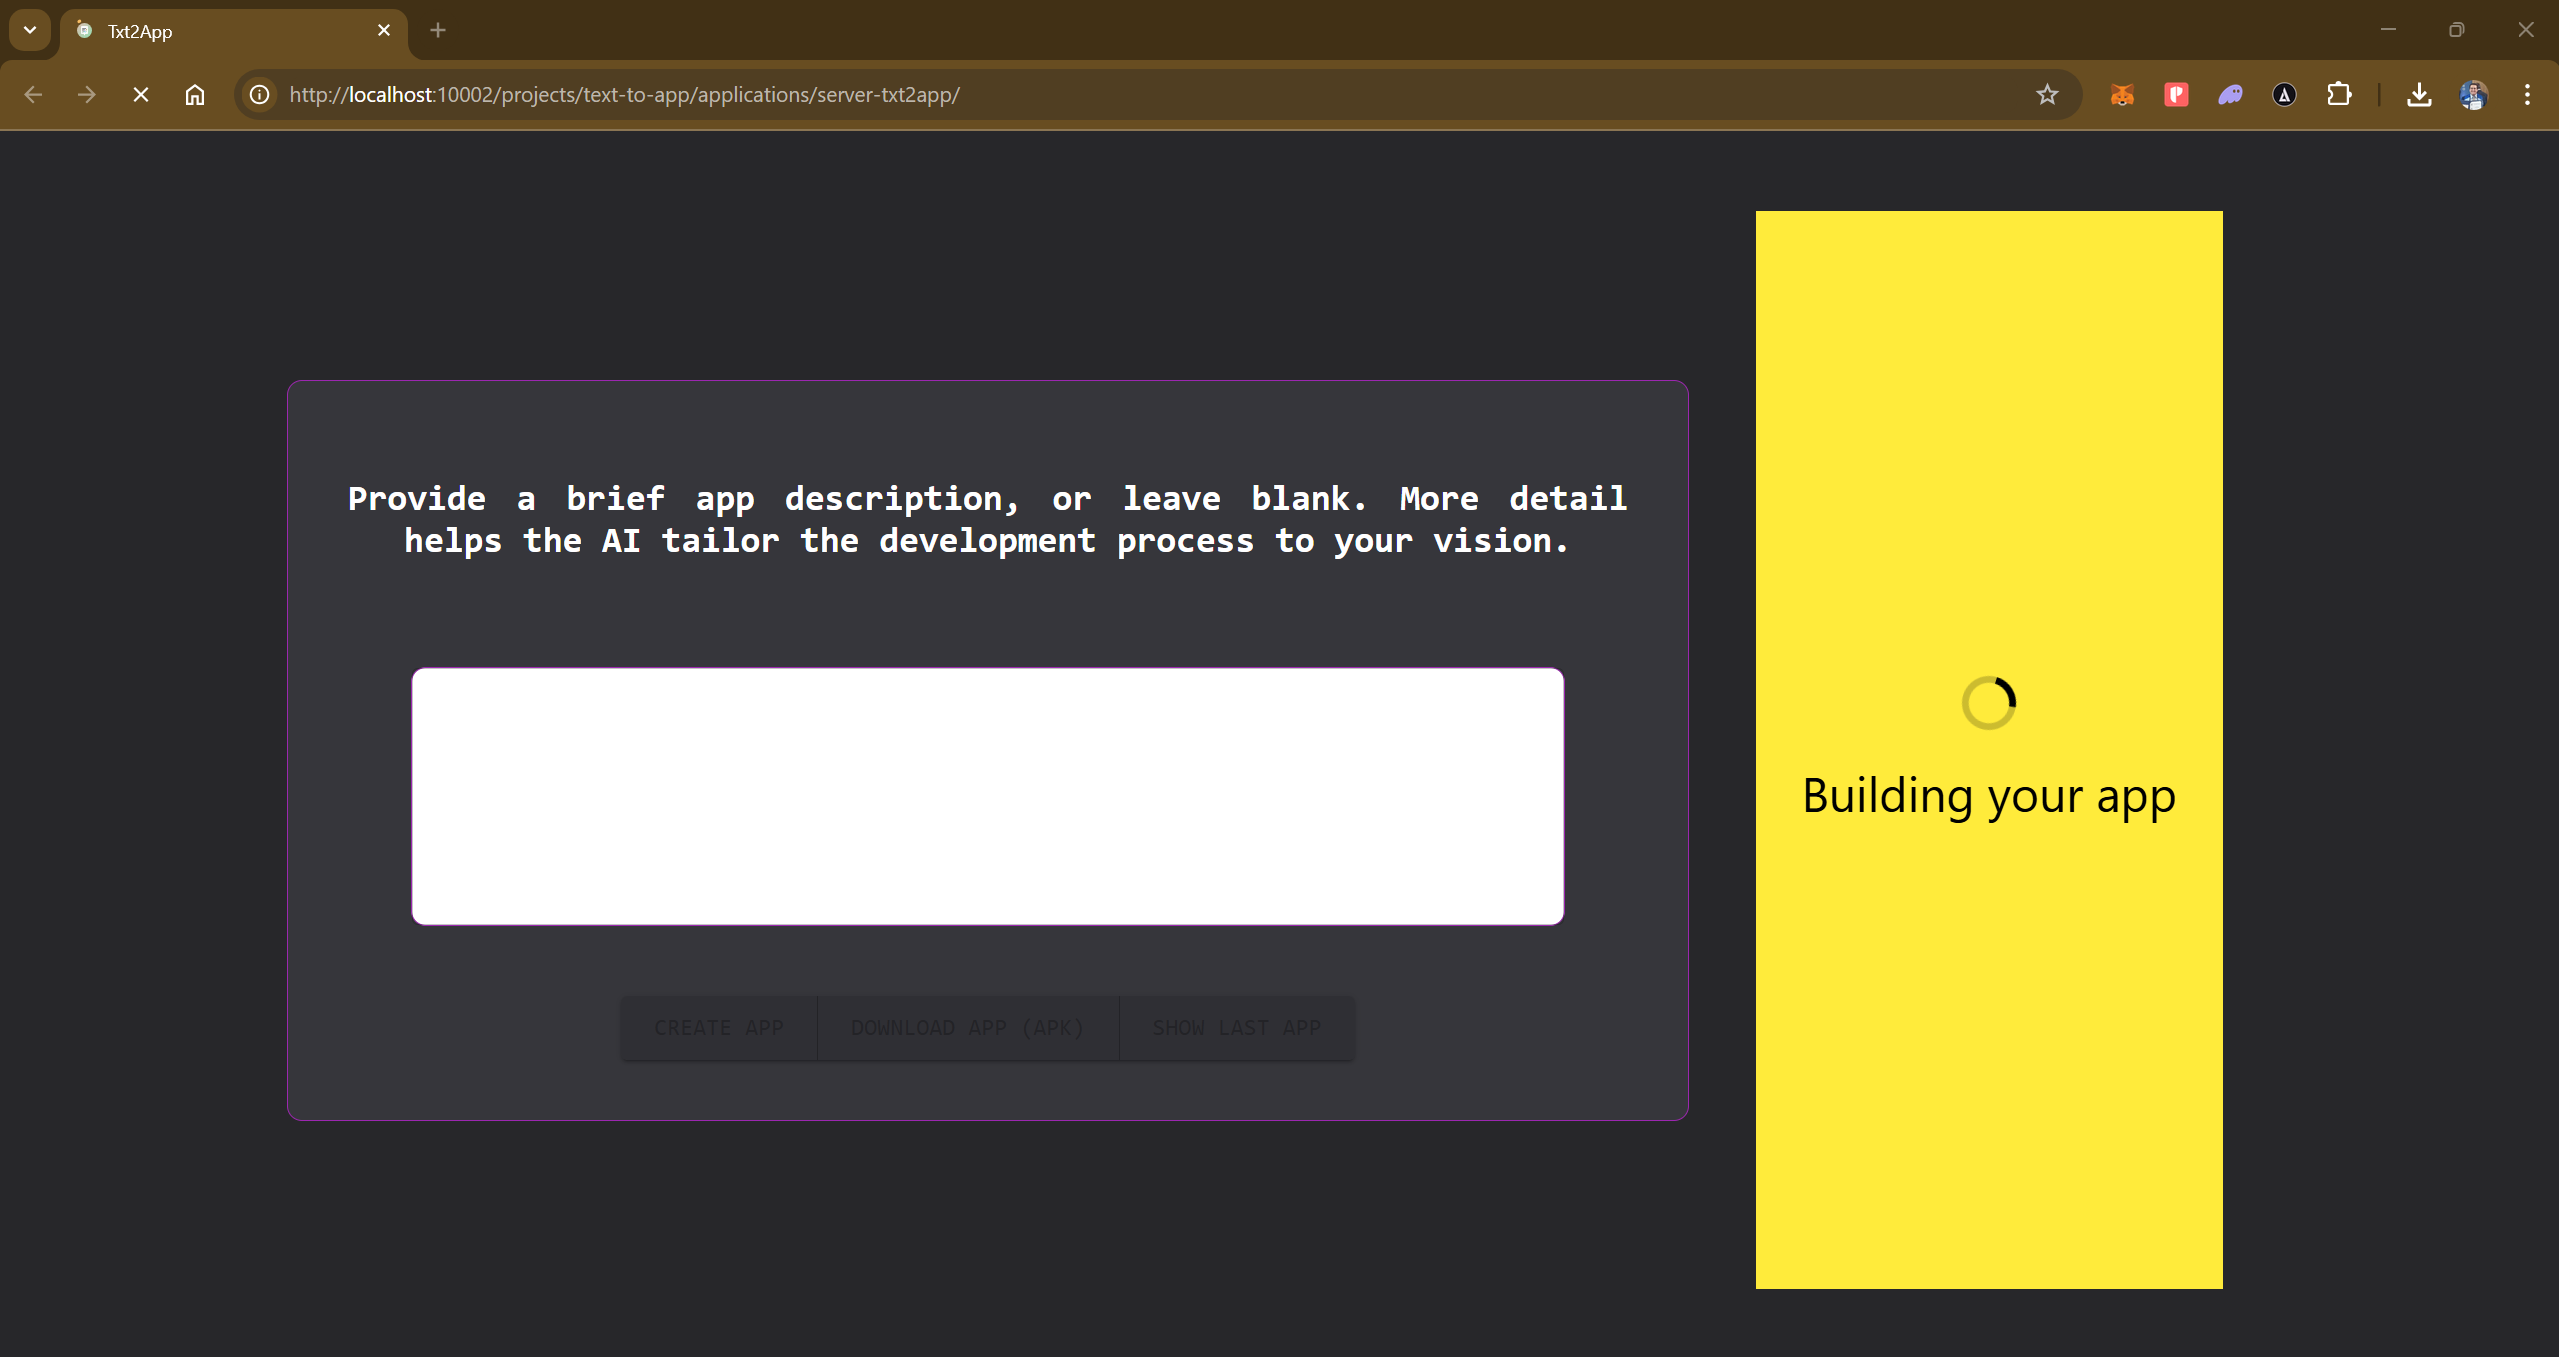 Txt2App
http://localhost:10002/projects/text-to-app/applications/server-txt2app/
Provide a brief app description, or leave blank. More detail
helps the AI tailor the development process to your vision.
CREATE APP
DOWNLOAD APP (APK)
SHOW LAST APP
Building your app